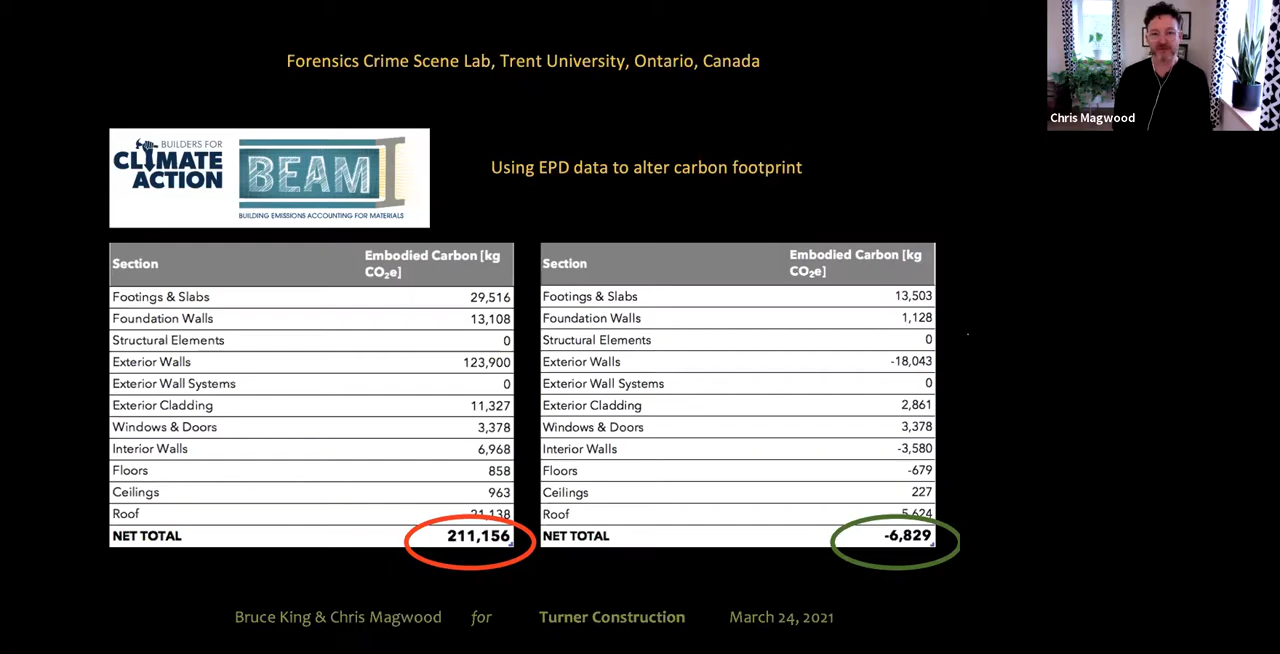 Forensics Crime Scene Lab, Trent University, Ontario, Canada
Chris Magwood
BUILDERS FOR
CLIMATE
ACTION
BEAM
BUILDING EMISSIONS ACCOUNTING FOR MATERIALS
Using EPD data to alter carbon footprint
Section Embodied Carbon [kg
CO₂e]
Footings & Slabs 29,516
Foundation Walls 13,108
Structural Elements 0
Exterior Walls 123,900
Exterior Wall Systems 0
Exterior Cladding 11,327
Windows & Doors 3,378
Interior Walls 6,968
Floors 858
Ceilings 963
Roof 21,138
NET TOTAL 211,156
Section Embodied Carbon [kg
CO₂e]
Footings & Slabs 13,503
Foundation Walls 1,128
Structural Elements 0
Exterior Walls -18,043
Exterior Wall Systems 0
Exterior Cladding 2,861
Windows & Doors 3,378
Interior Walls -3,580
Floors -679
Ceilings 227
Roof 5,624
NET TOTAL -6,829
Bruce King & Chris Magwood for Turner Construction March 24, 2021